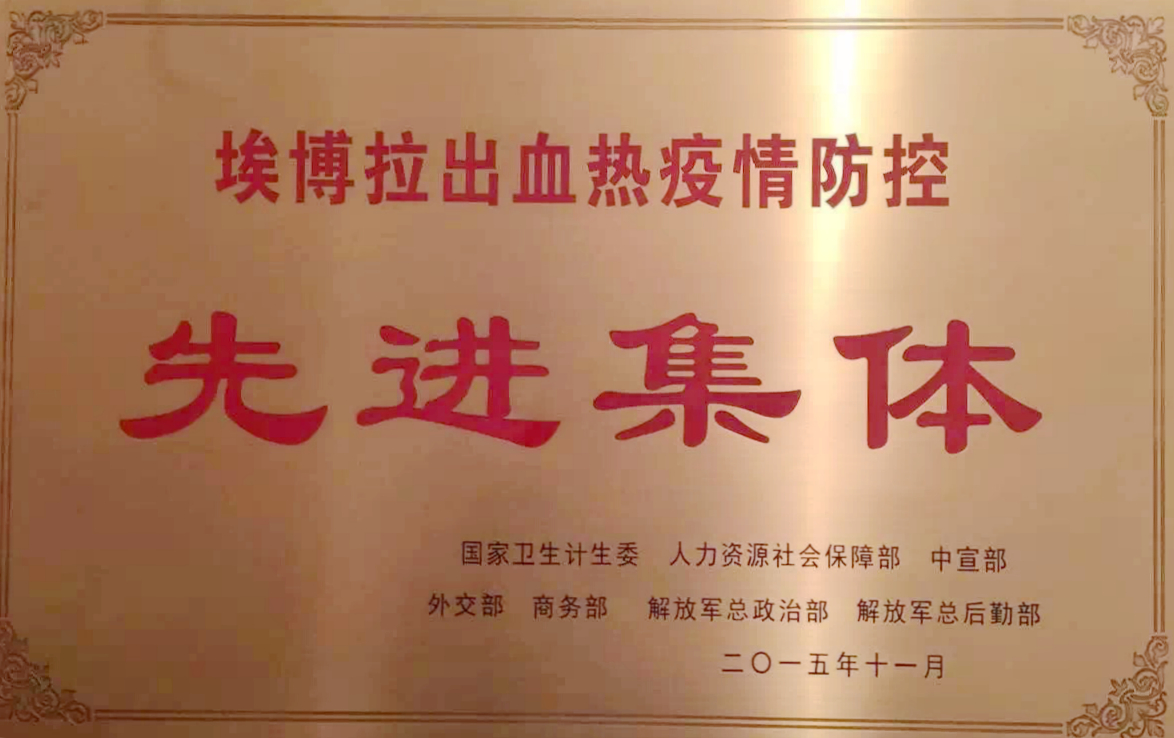 埃博拉出血热疫情防控
先进集体
国家卫生计生委 人力资源社会保障部 中宣部
外交部 商务部 解放军总政治部 解放军总后勤部
二〇一五年十一月